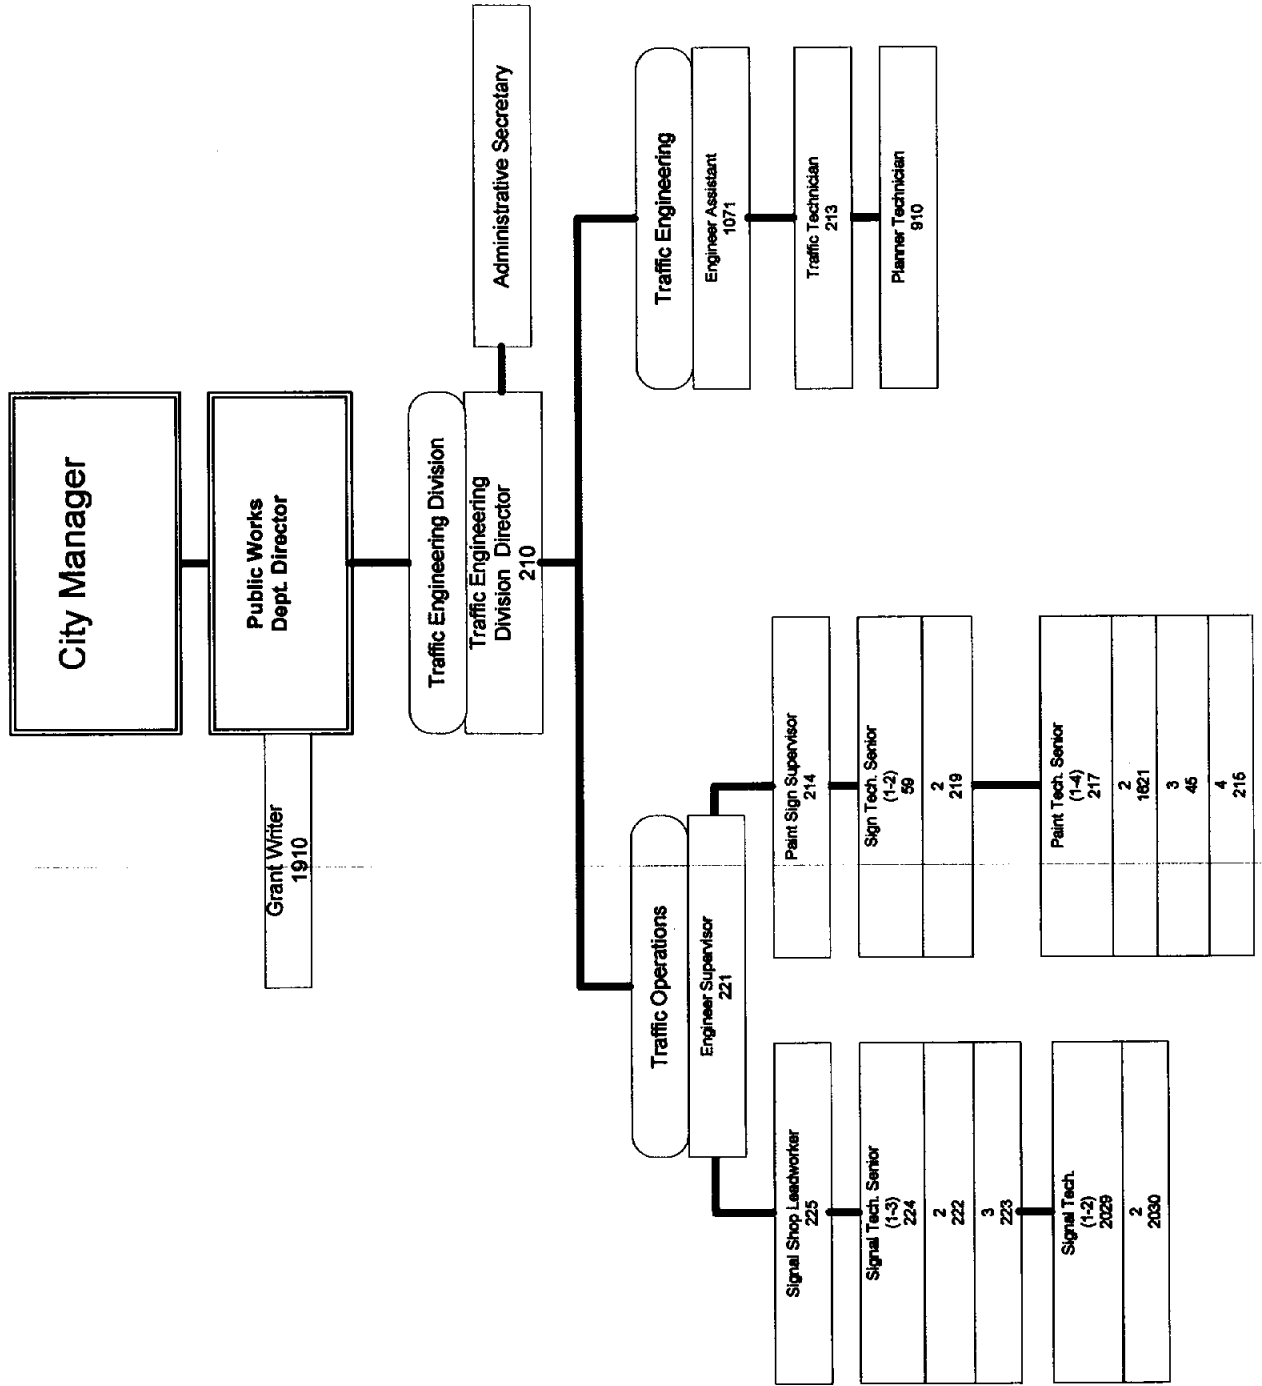 City Manager
Public Works
Dept. Director
Grant Writer
1910
Traffic Engineering Division
Traffic Engineering
Division Director
210
Administrative Secretary
Traffic Operations
Engineer Supervisor
221
Traffic Engineering
Engineer Assistant
1071
Traffic Technician
213
Planner Technician
910
Signal Shop Leadworker
225
Signal Tech. Senior
(1-3)
224
2
222
3
223
Signal Tech.
(1-2)
2029
2
2030
Paint Sign Supervisor
214
Sign Tech. Senior
(1-2)
59
2
219
Paint Tech. Senior
(1-4)
217
2
1621
3
45
4
215